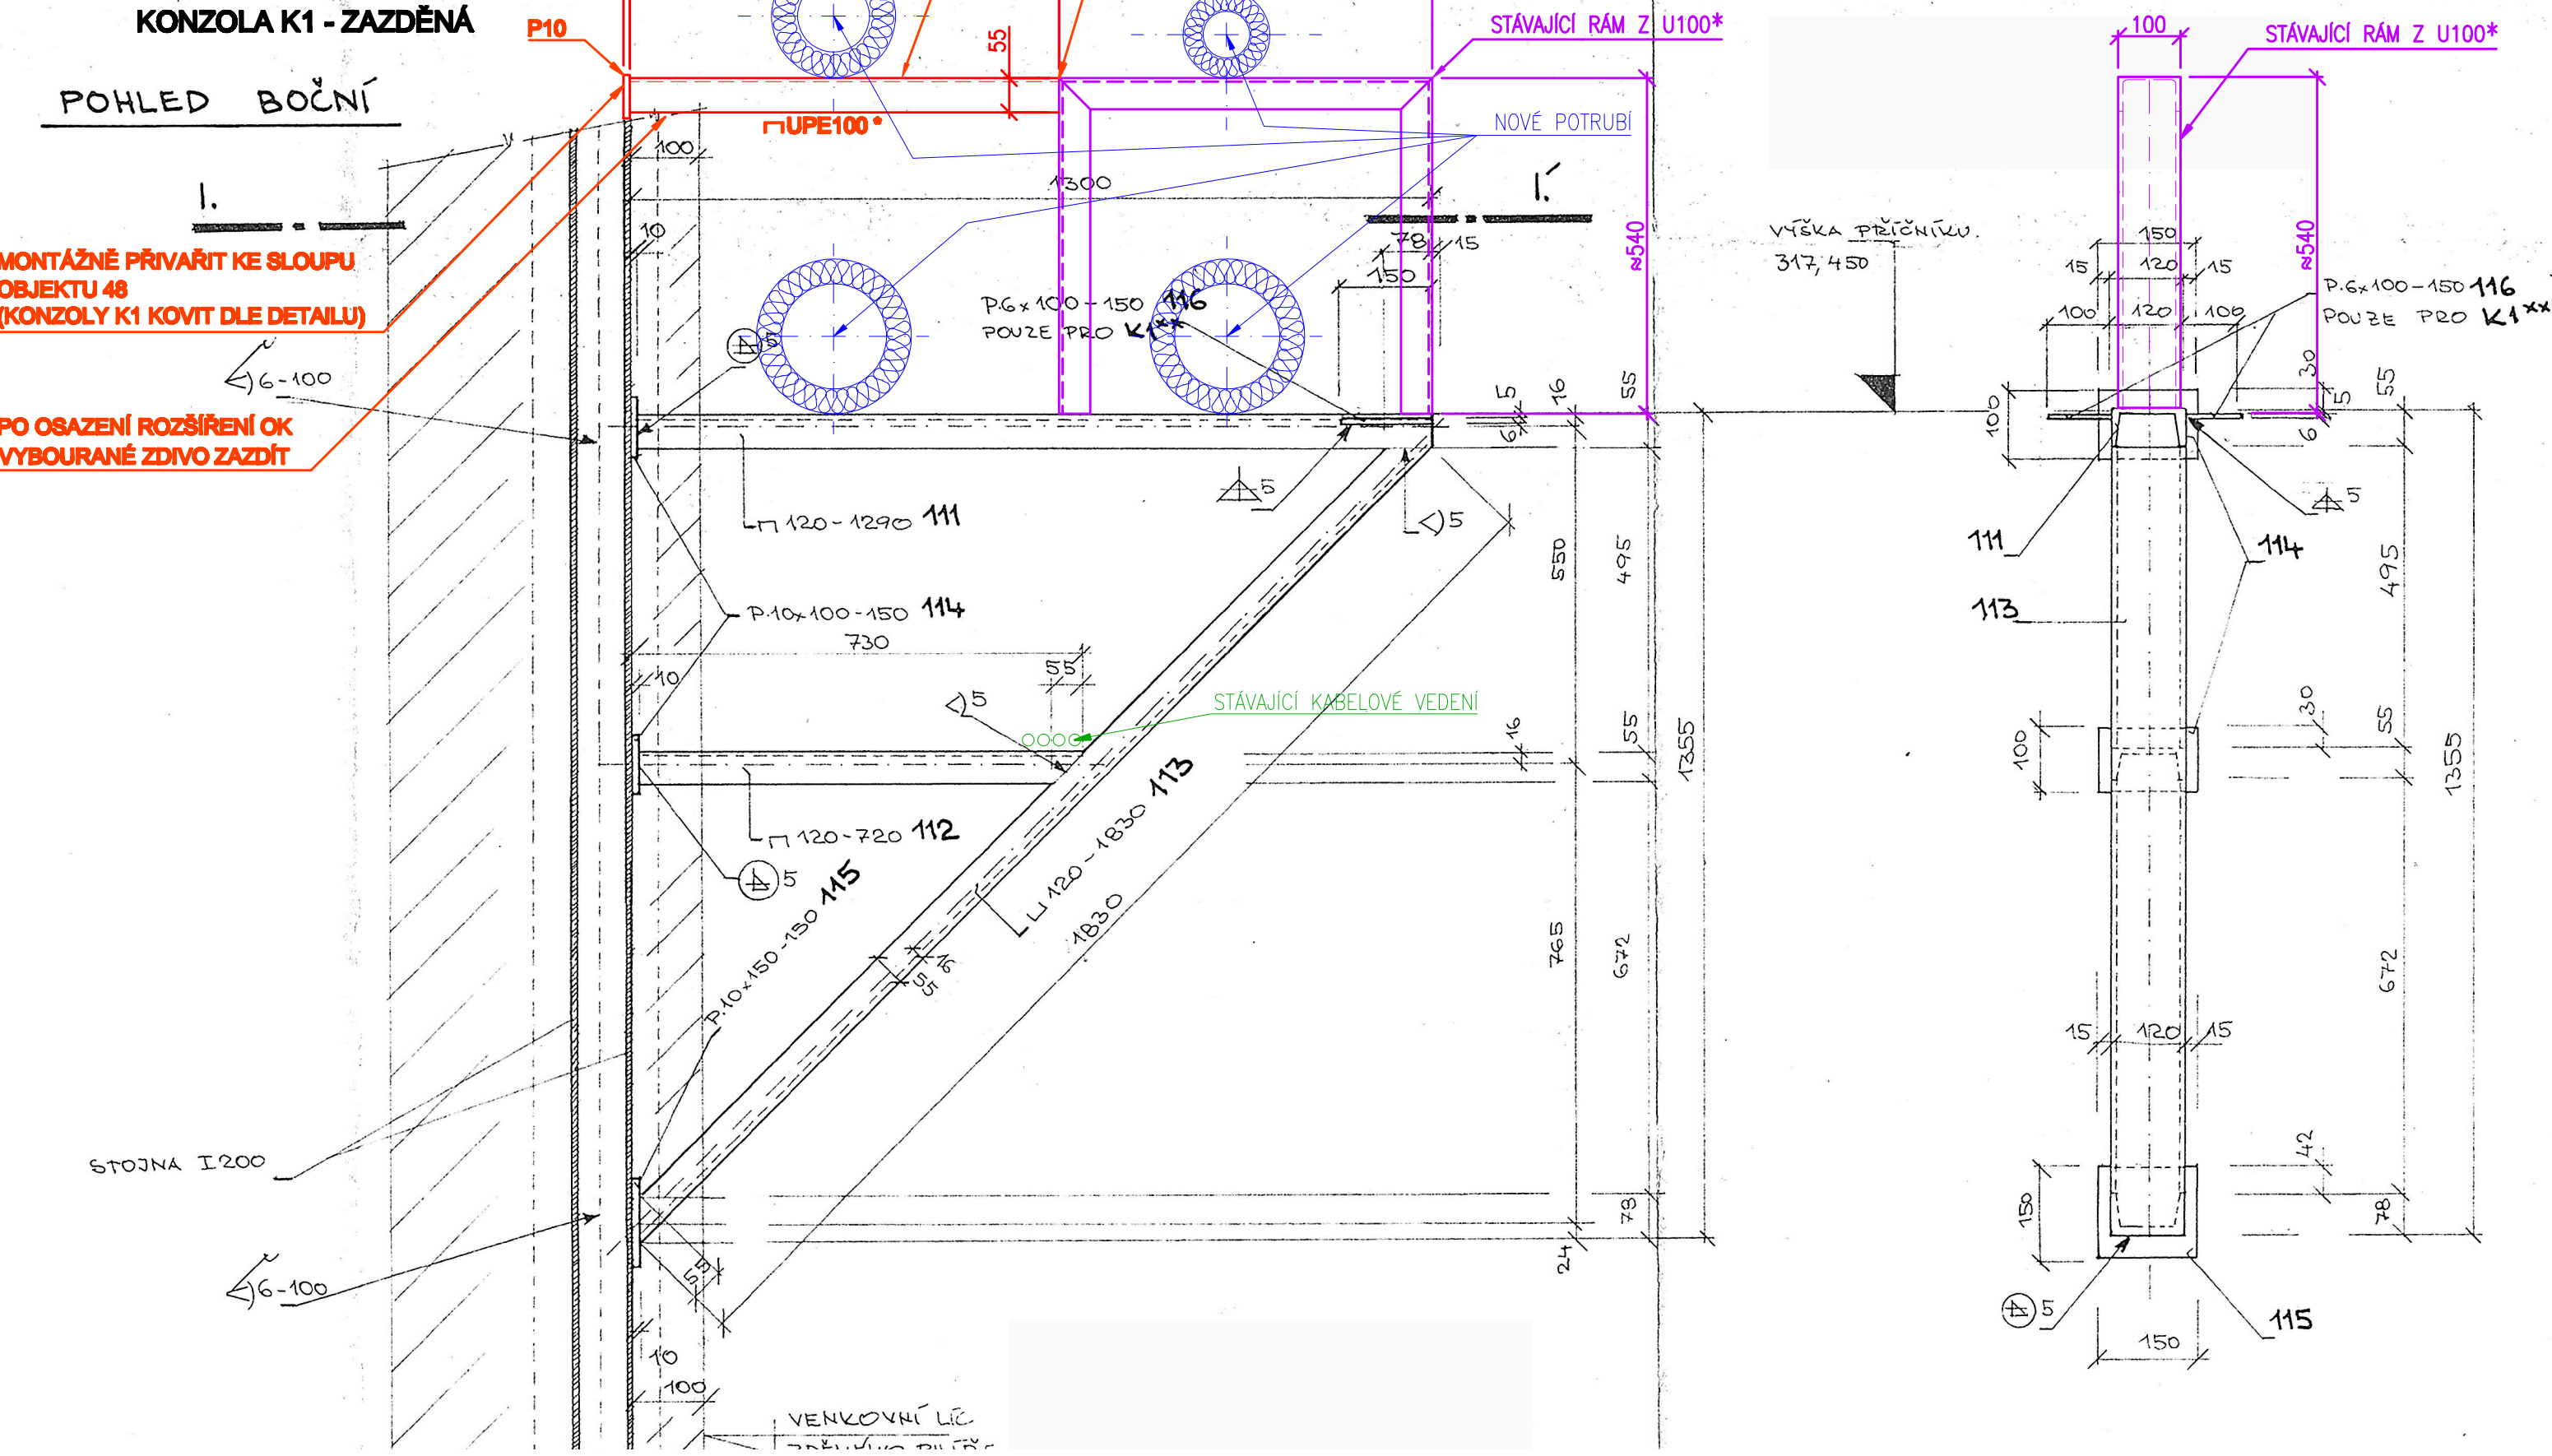 KONZOLA K1 - ZAZDĚNÁ
POHLED BOČNÍ
P10
55
STÁVAJÍCÍ RÁM Z U100*
⊓UPE100*
NOVÉ POTRUBÍ
100
1300
I.
I.
10
78
15
150
≈540
MONTÁŽNĚ PŘIVAŘIT KE SLOUPU
OBJEKTU 48
(KONZOLY K1 KOVIT DLE DETAILU)
P.6x100-150 116
POUZE PRO K1**
5
6-100
PO OSAZENÍ ROZŠÍŘENÍ OK
VYBOURANÉ ZDIVO ZAZDÍT
5
16
55
6
5
5
⊓ 120-1290 111
550
495
P.10x100-150 114
730
55
10
5
STÁVAJÍCÍ KABELOVÉ VEDENÍ
16
55
1355
⊓ 120-720 112
5
P.10x150-150 115
⊔ 120-1830 113
1830
16
55
765
672
STOJNA I200
78
24
6-100
55
10
100
VENKOVNÍ LÍC
100
STÁVAJÍCÍ RÁM Z U100*
≈540
VÝŠKA PŘÍČNÍKU
317,450
150
15
120
15
100
120
100
P.6x100-150 116
POUZE PRO K1**
30
55
5
6
100
5
111
114
495
113
30
55
100
1355
672
15
120
15
42
150
78
5
115
150